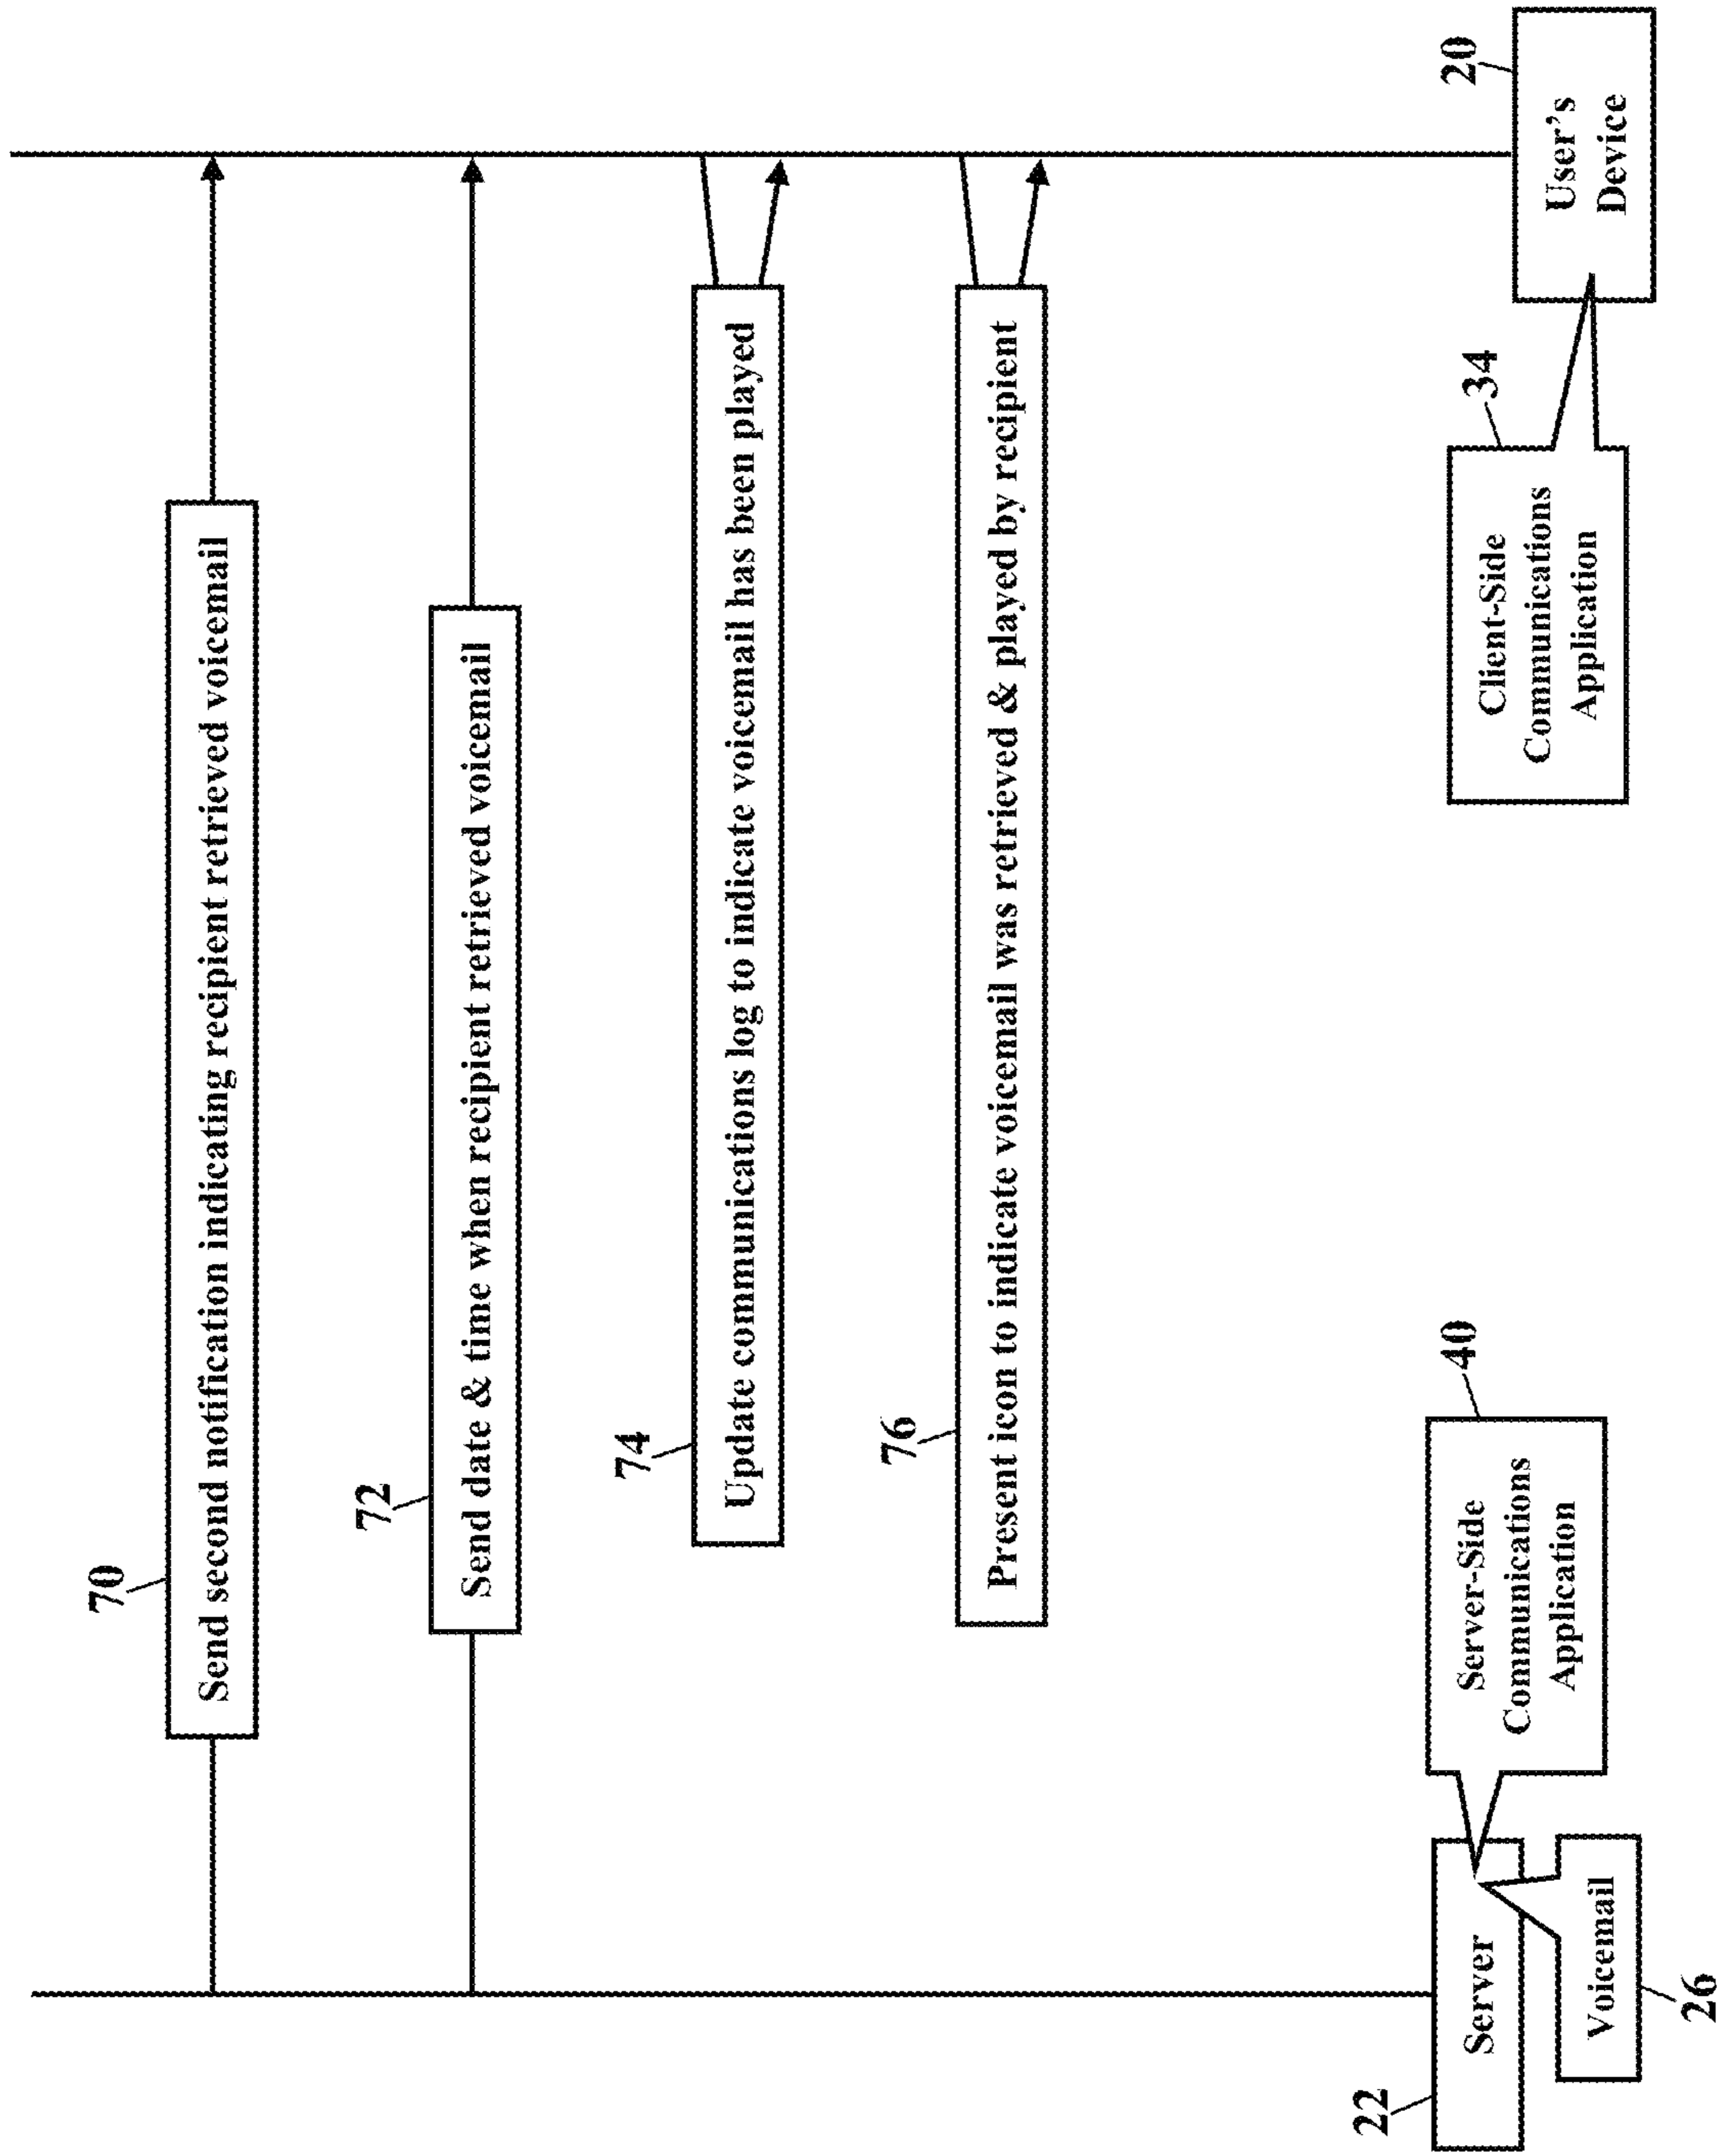 70
Send second notification indicating recipient retrieved voicemail
72
Send date & time when recipient retrieved voicemail
74
Update communications log to indicate voicemail has been played
76
Present icon to indicate voicemail was retrieved & played by recipient
22
Server
Voicemail
26
40
Server-Side
Communications
Application
34
Client-Side
Communications
Application
20
User's
Device